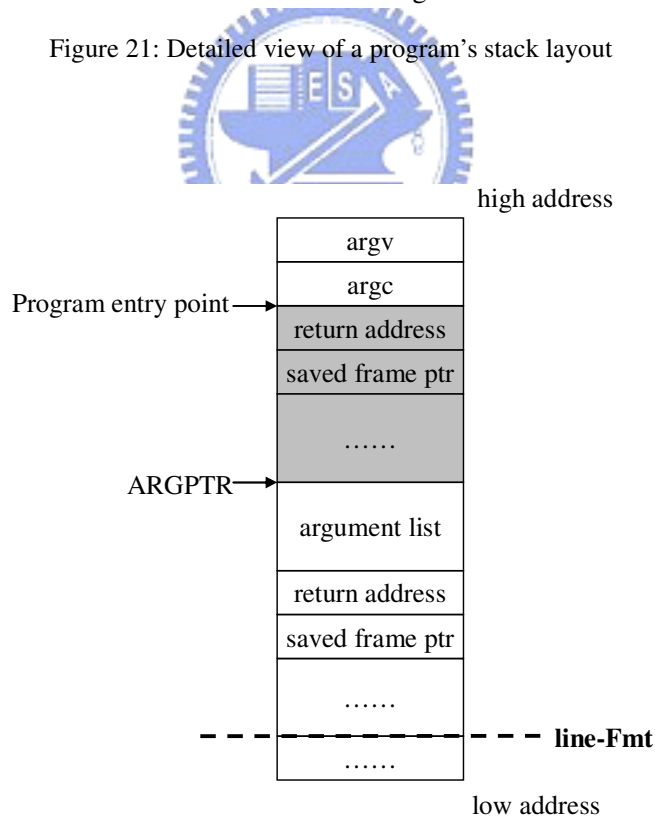 Figure 21: Detailed view of a program's stack layout
E S A
high address
argv
argc
Program entry point
return address
saved frame ptr
……
ARGPTR
argument list
return address
saved frame ptr
……
line-Fmt
……
low address